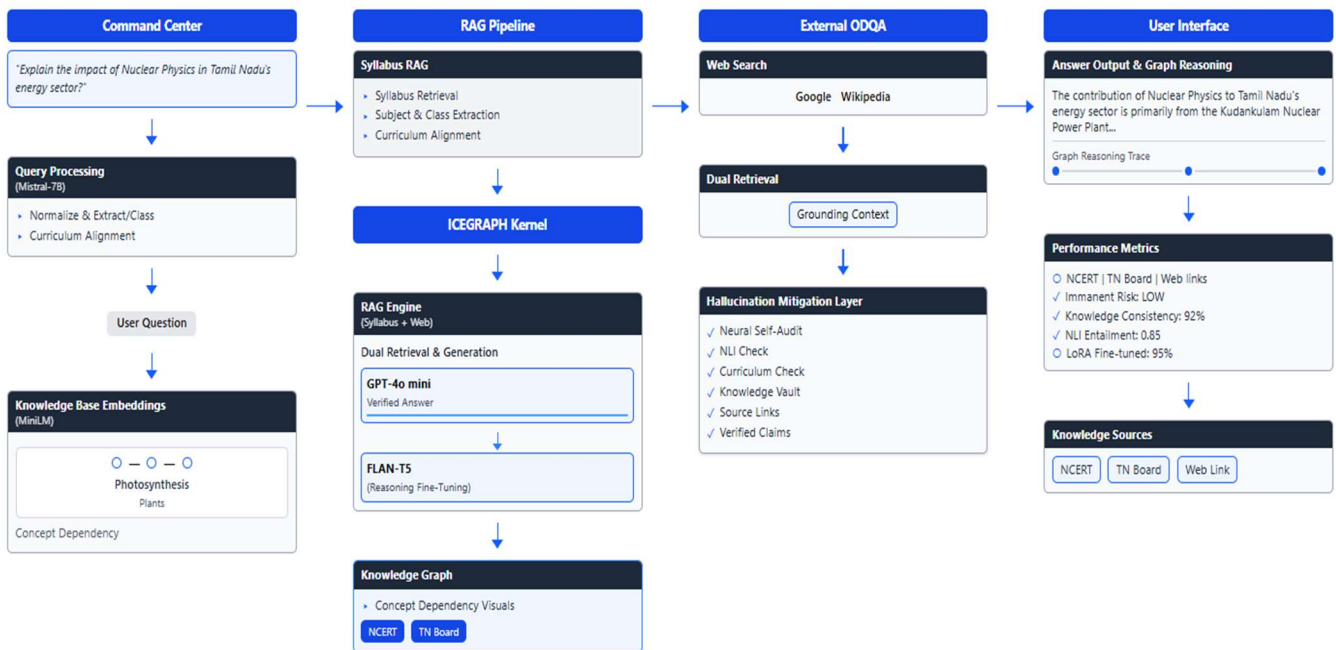 Command Center
"Explain the impact of Nuclear Physics in Tamil Nadu's
energy sector?"
Query Processing
(Mistral-7B)
Normalize & Extract/Class
Curriculum Alignment
User Question
Knowledge Base Embeddings
(MiniLM)
Photosynthesis
Plants
Concept Dependency
RAG Pipeline
Syllabus RAG
Syllabus Retrieval
Subject & Class Extraction
Curriculum Alignment
ICEGRAPH Kernel
RAG Engine
(Syllabus + Web)
Dual Retrieval & Generation
GPT-4o mini
Verified Answer
FLAN-T5
(Reasoning Fine-Tuning)
Knowledge Graph
Concept Dependency Visuals
NCERT TN Board
External ODQA
Web Search
Google Wikipedia
Dual Retrieval
Grounding Context
Hallucination Mitigation Layer
✓ Neural Self-Audit
✓ NLI Check
✓ Curriculum Check
✓ Knowledge Vault
✓ Source Links
✓ Verified Claims
User Interface
Answer Output & Graph Reasoning
The contribution of Nuclear Physics to Tamil Nadu's
energy sector is primarily from the Kudankulam Nuclear
Power Plant...
Graph Reasoning Trace
Performance Metrics
NCERT | TN Board | Web links
✓ Immanent Risk: LOW
✓ Knowledge Consistency: 92%
✓ NLI Entailment: 0.85
LoRA Fine-tuned: 95%
Knowledge Sources
NCERT TN Board Web Link